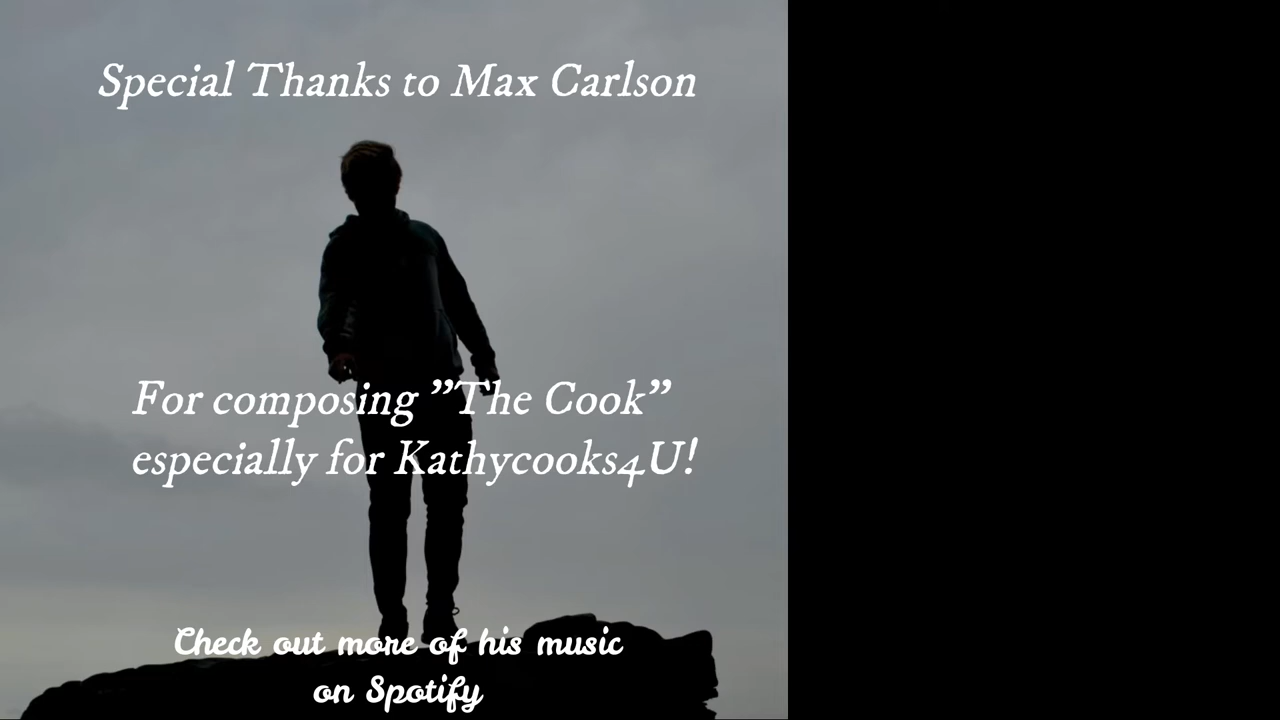 Special Thanks to Max Carlson
For composing "The Cook"
especially for Kathycooks4U!
Check out more of his music
on Spotify